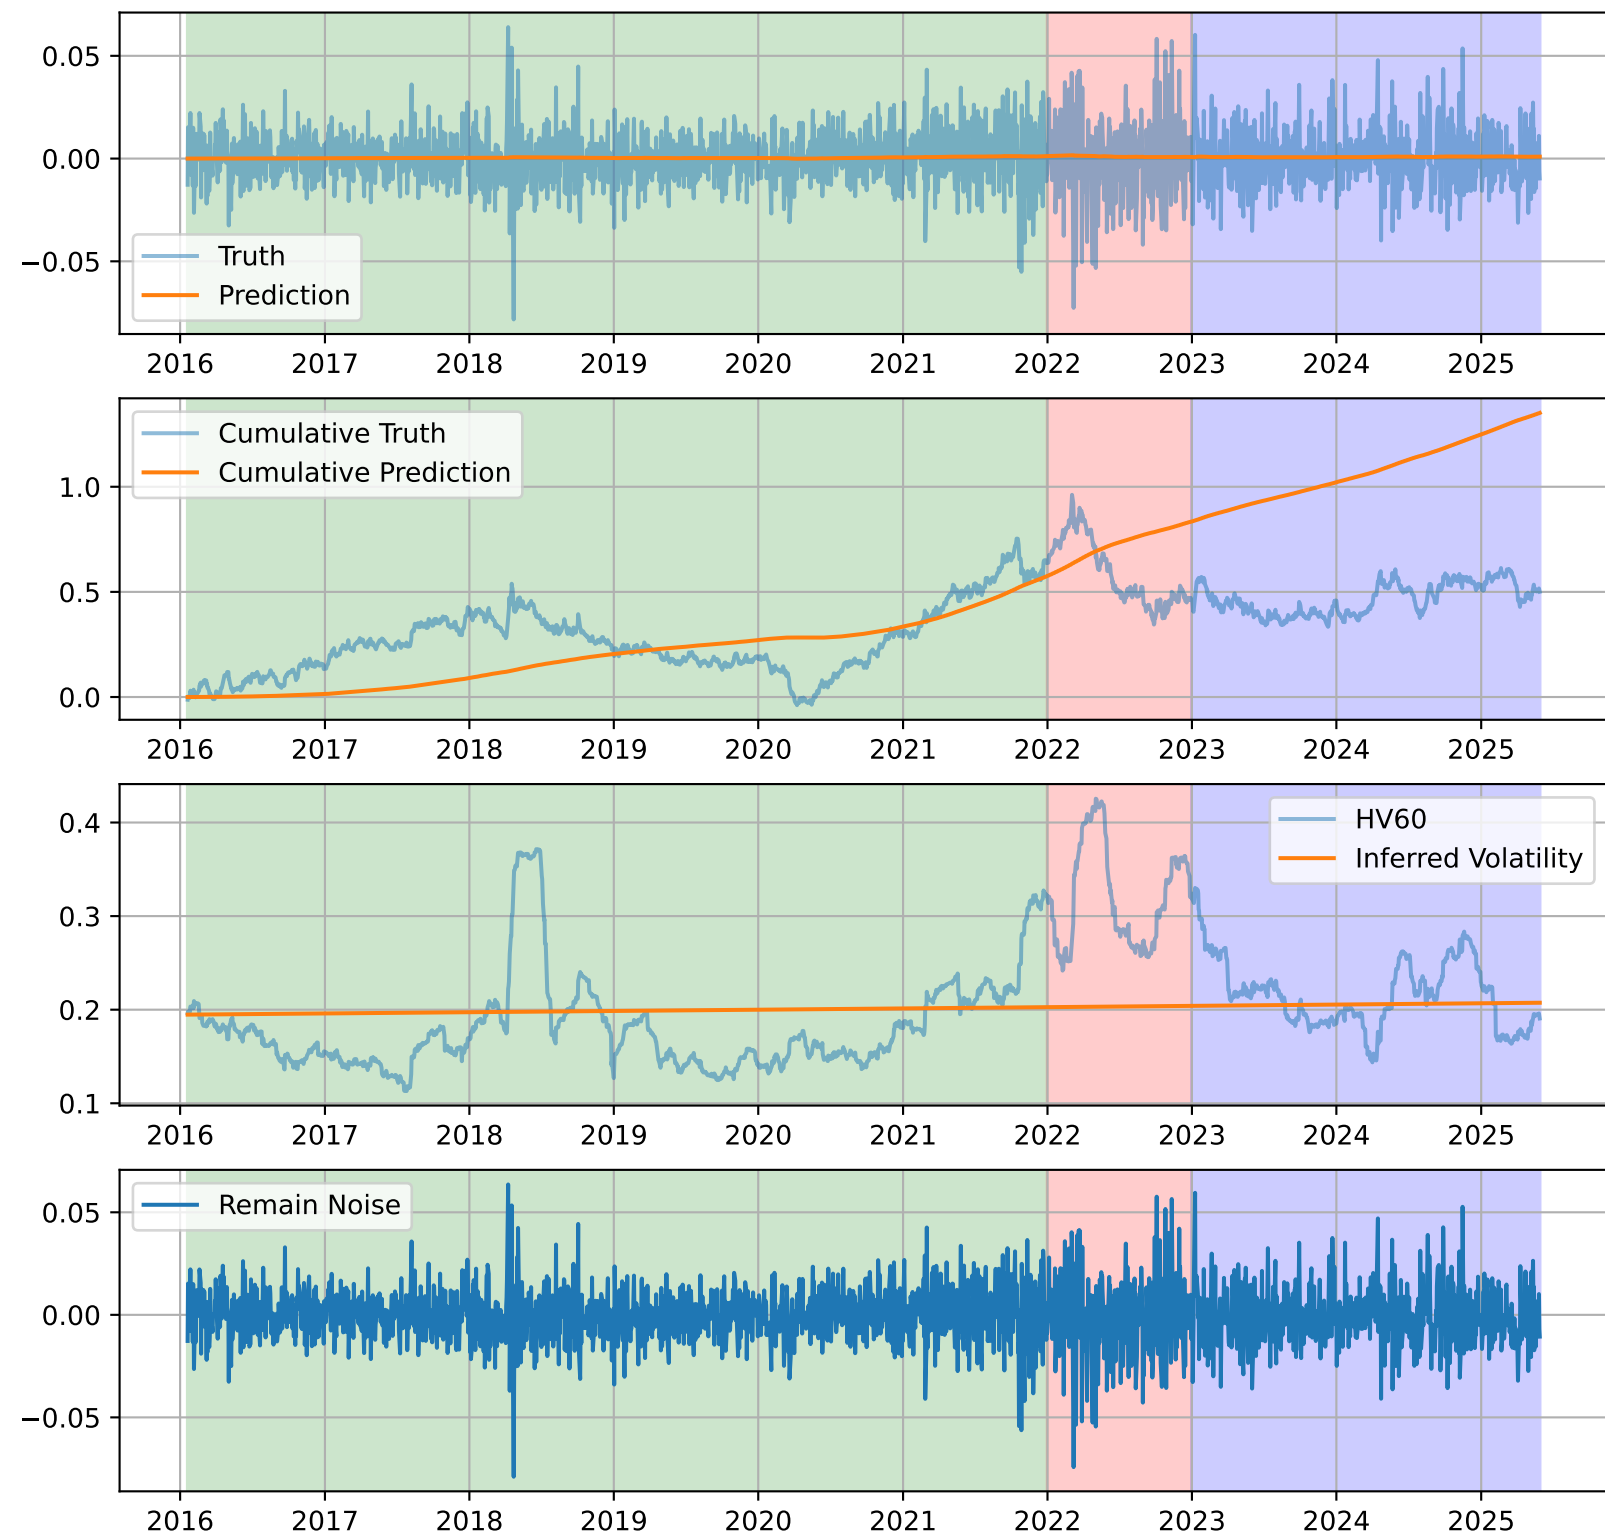 0.05
0.00
−0.05
Truth
Prediction
2016 2017 2018 2019 2020 2021 2022 2023 2024 2025
1.0
0.5
0.0
Cumulative Truth
Cumulative Prediction
2016 2017 2018 2019 2020 2021 2022 2023 2024 2025
0.4
0.3
0.2
0.1
HV60
Inferred Volatility
2016 2017 2018 2019 2020 2021 2022 2023 2024 2025
0.05
0.00
−0.05
Remain Noise
2016 2017 2018 2019 2020 2021 2022 2023 2024 2025